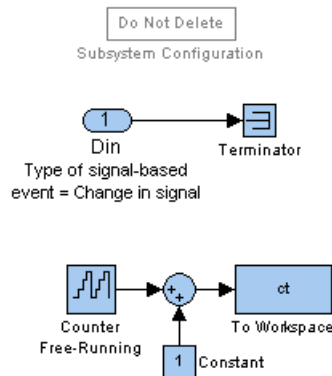 Do Not Delete
Subsystem Configuration
1
Din
Terminator
Type of signal-based
event = Change in signal
+
+
ct
Counter
Free-Running
To Workspace
1
Constant